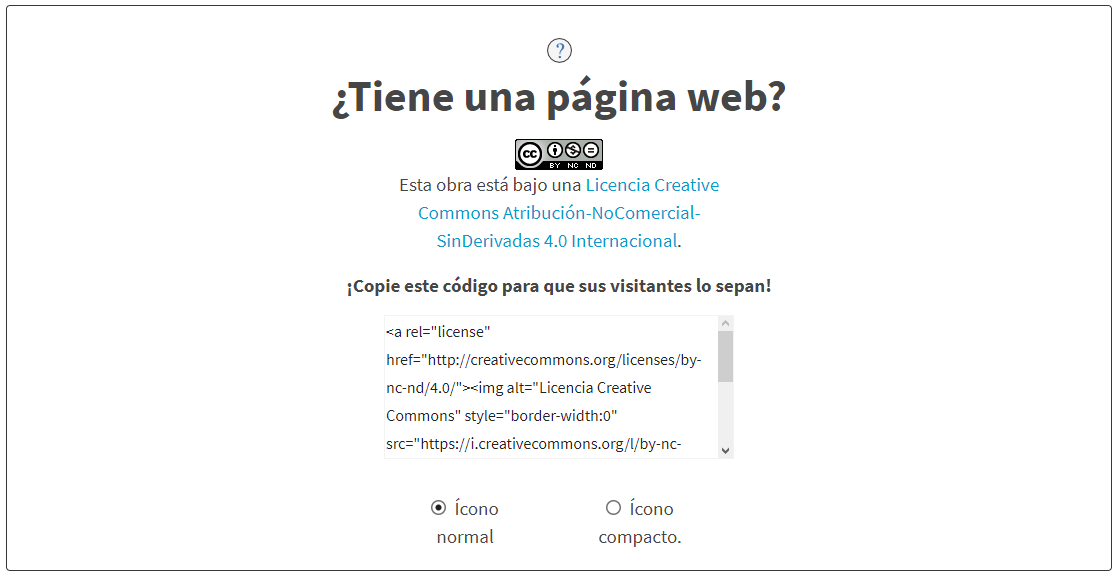 ?
¿Tiene una página web?
cc BY NC ND
Esta obra está bajo una Licencia Creative
Commons Atribución-NoComercial-
SinDerivadas 4.0 Internacional.
¡Copie este código para que sus visitantes lo sepan!
<a rel="license"
href="http://creativecommons.org/licenses/by-
nc-nd/4.0/"><img alt="Licencia Creative
Commons" style="border-width:0"
src="https://i.creativecommons.org/l/by-nc-
Ícono normal
Ícono compacto.